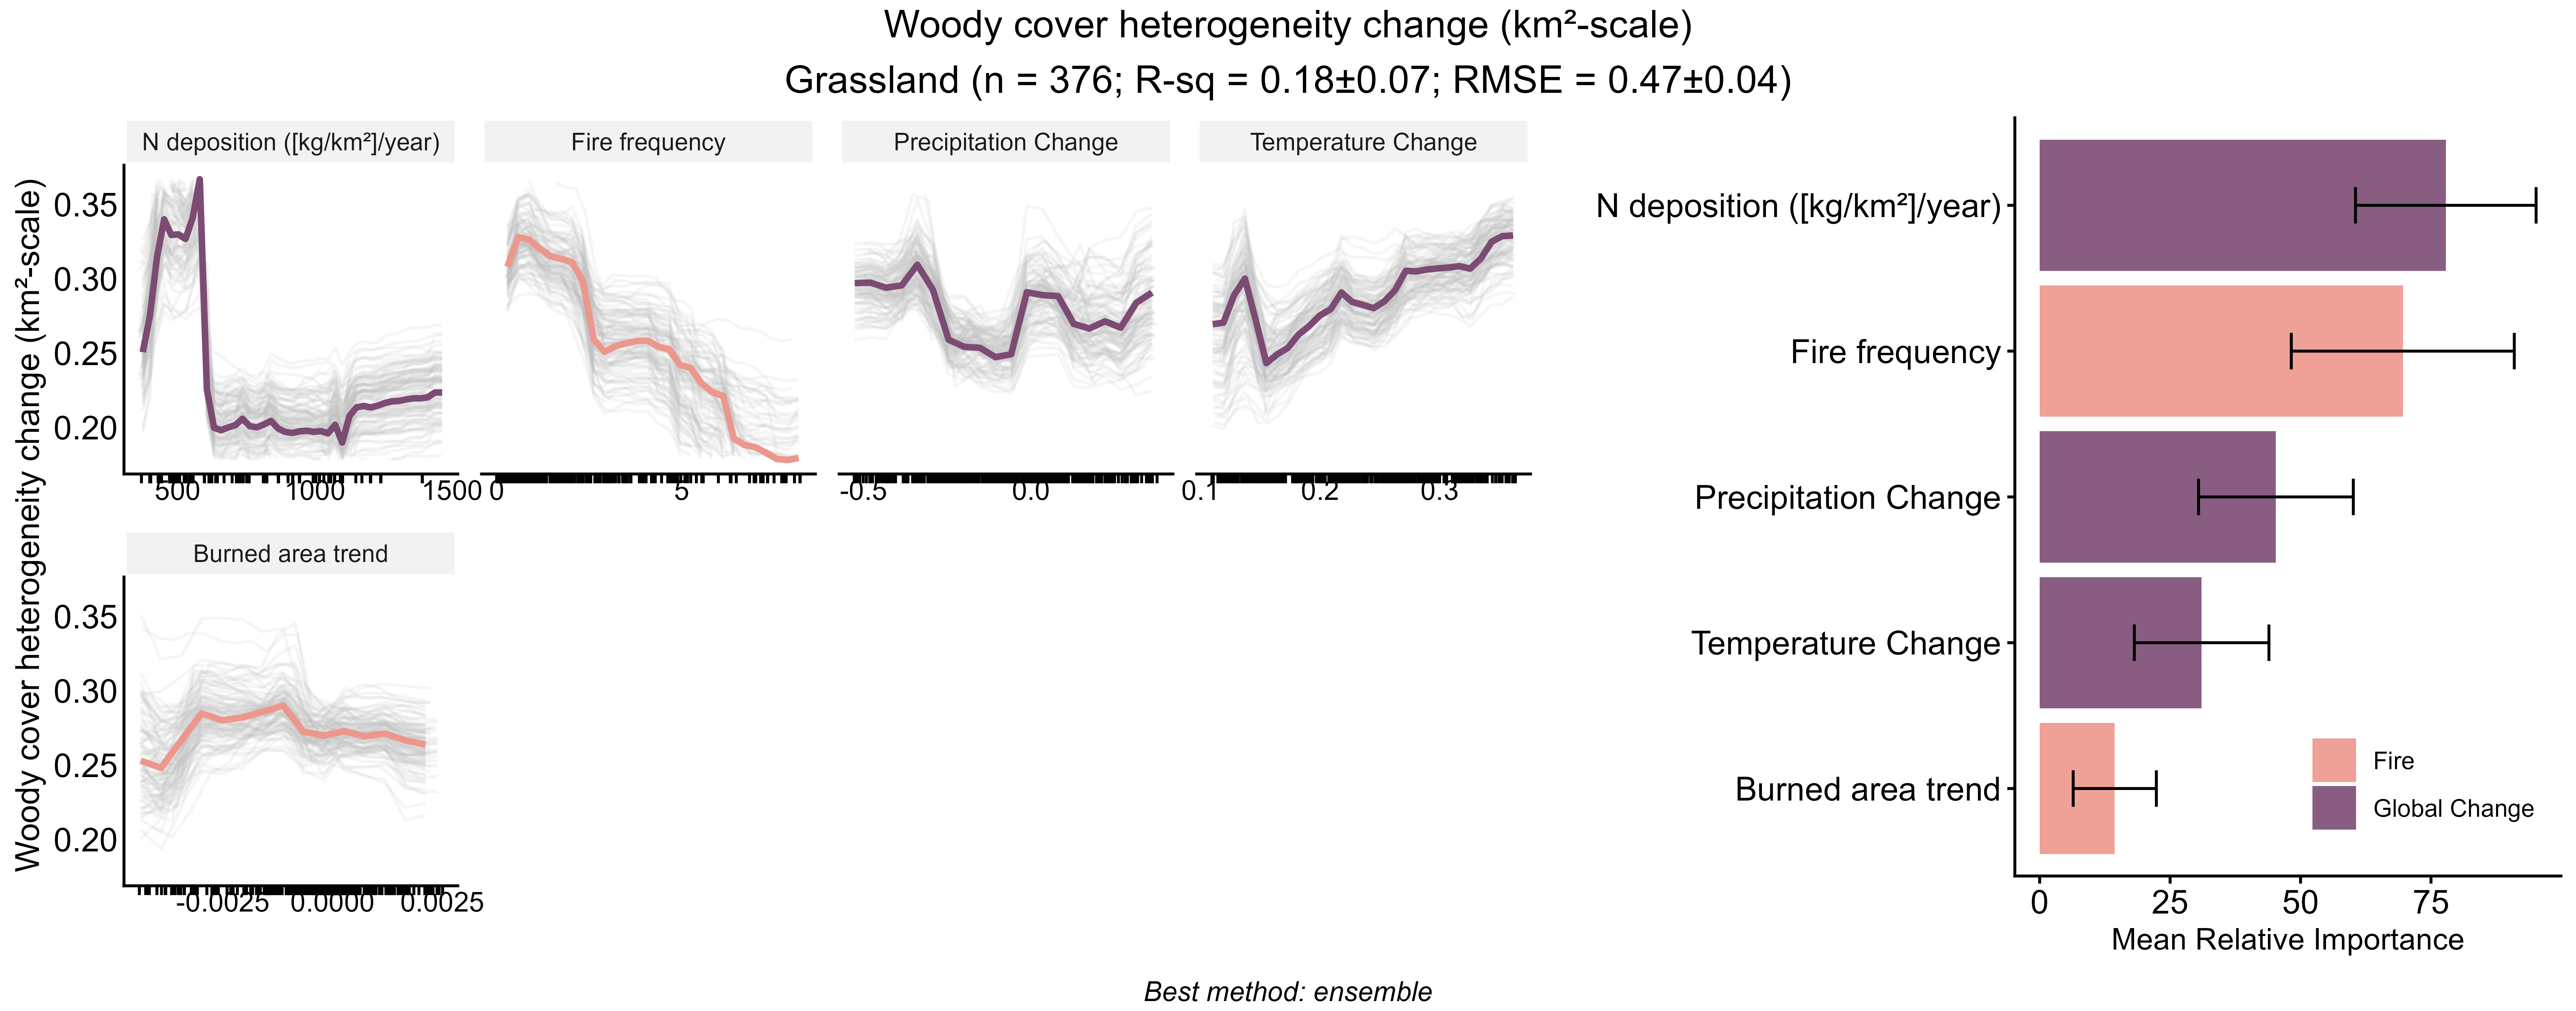 Woody cover heterogeneity change (km²-scale)
Grassland (n = 376; R-sq = 0.18±0.07; RMSE = 0.47±0.04)
Woody cover heterogeneity change (km²-scale)
N deposition ([kg/km²]/year)
Fire frequency
Precipitation Change
Temperature Change
0.35
0.30
0.25
0.20
500 1000 1500
0 5
-0.5 0.0
0.1 0.2 0.3
Burned area trend
0.35
0.30
0.25
0.20
-0.0025 0.0000 0.0025
N deposition ([kg/km²]/year)
Fire frequency
Precipitation Change
Temperature Change
Burned area trend
Fire
Global Change
0 25 50 75
Mean Relative Importance
Best method: ensemble